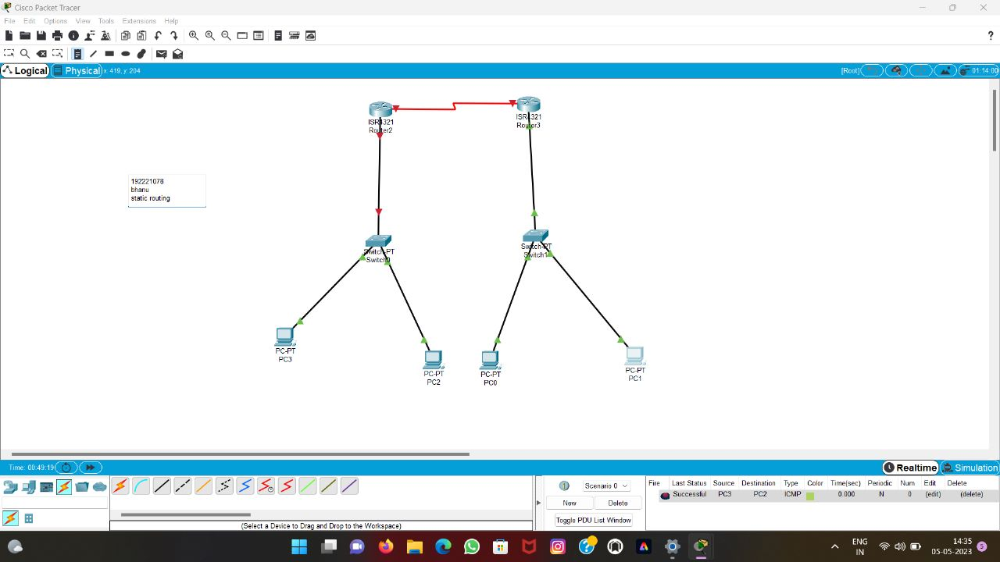 Cisco Packet Tracer
File Edit Options View Tools Extensions Help
?
Logical Physical x: 419, y: 204 [Root] 01:14:00
ISR4321
Router2
ISR4321
Router3
192221078
bhanu
static routing
Switch-PT
Switch0
Switch-PT
Switch1
PC-PT
PC3
PC-PT
PC2
PC-PT
PC0
PC-PT
PC1
Time: 00:49:19 Realtime Simulation
Scenario 0
New Delete
Toggle PDU List Window
Fire Last Status Source Destination Type Color Time(sec) Periodic Num Edit Delete
Successful PC3 PC2 ICMP 0.000 N 0 (edit) (delete)
(Select a Device to Drag and Drop to the Workspace)
ENG
IN
14:35
05-05-2023
5